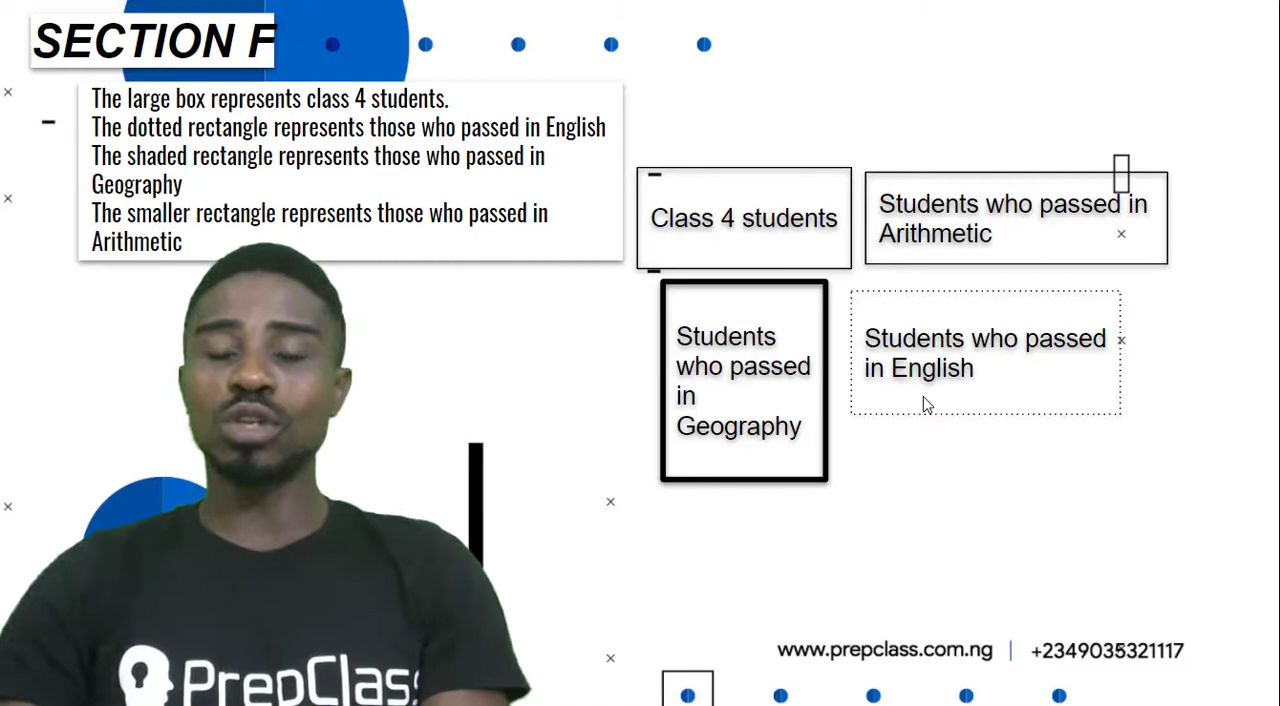 SECTION F
The large box represents class 4 students.
The dotted rectangle represents those who passed in English
The shaded rectangle represents those who passed in
Geography
The smaller rectangle represents those who passed in
Arithmetic
Class 4 students
Students who passed in
Arithmetic
Students
who passed
in
Geography
Students who passed
in English
PrepClass
www.prepclass.com.ng | +2349035321117